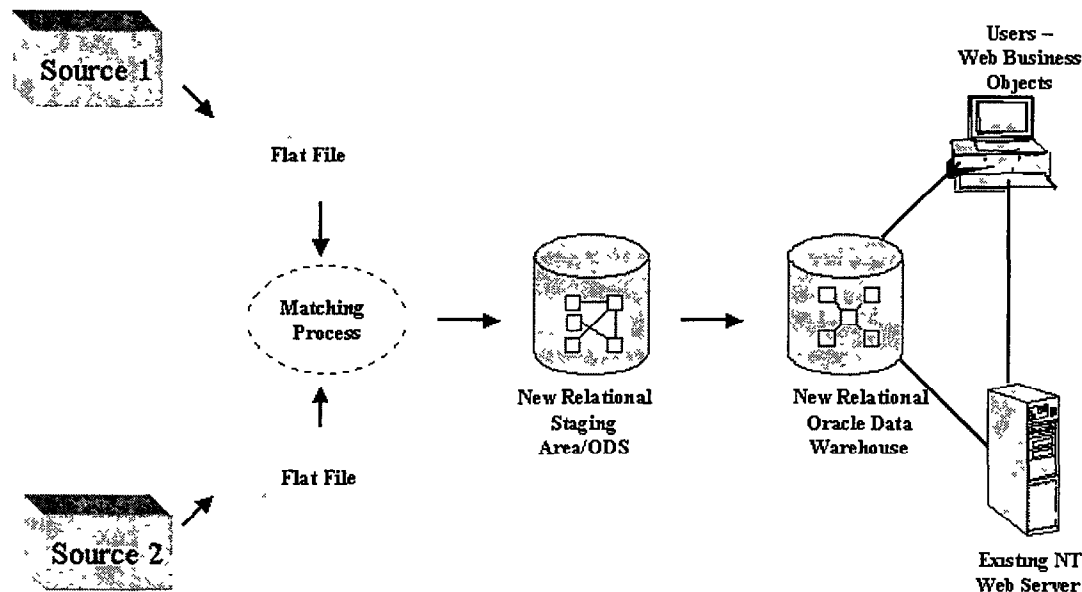 Source 1
Flat File
Matching
Process
Flat File
Source 2
New Relational
Staging
Area/ODS
New Relational
Oracle Data
Warehouse
Users –
Web Business
Objects
Existing NT
Web Server